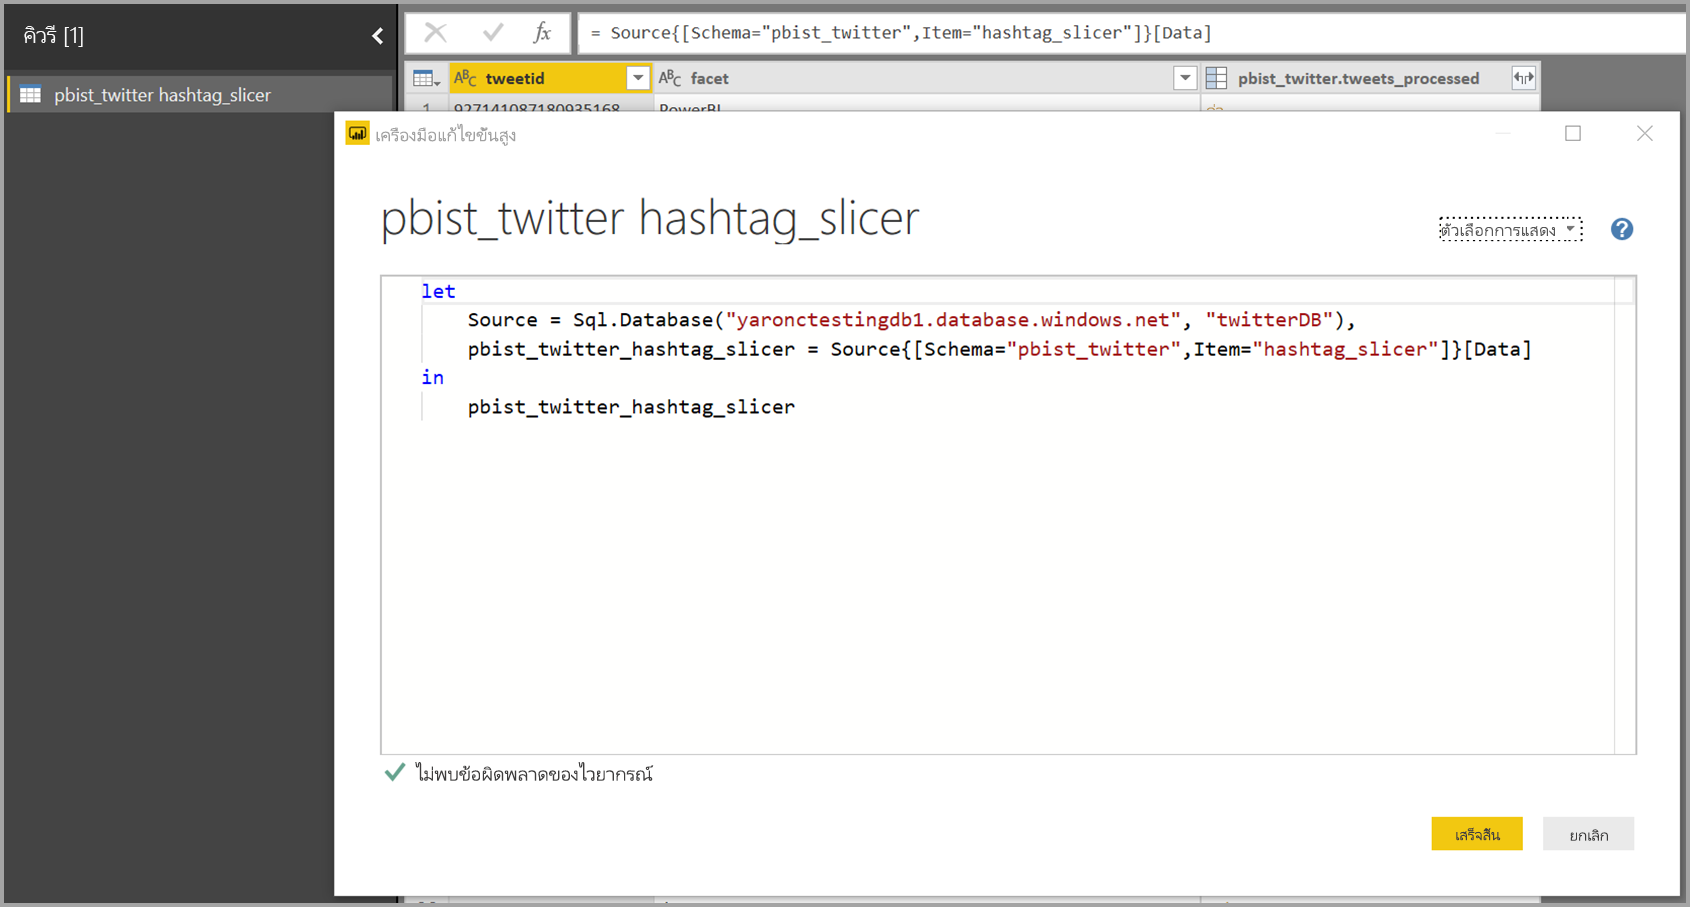 คิวรี [1]
= Source{[Schema="pbist_twitter",Item="hashtag_slicer"]}[Data]
pbist_twitter hashtag_slicer
ABC tweetid
ABC facet
pbist_twitter.tweets_processed
1 927141087180935168 PowerBI
เครื่องมือแก้ไขขั้นสูง
pbist_twitter hashtag_slicer
ตัวเลือกการแสดง
let
Source = Sql.Database("yaronctestingdb1.database.windows.net", "twitterDB"),
pbist_twitter_hashtag_slicer = Source{[Schema="pbist_twitter",Item="hashtag_slicer"]}[Data]
in
pbist_twitter_hashtag_slicer
ไม่พบข้อผิดพลาดของไวยากรณ์
เสร็จสิ้น
ยกเลิก